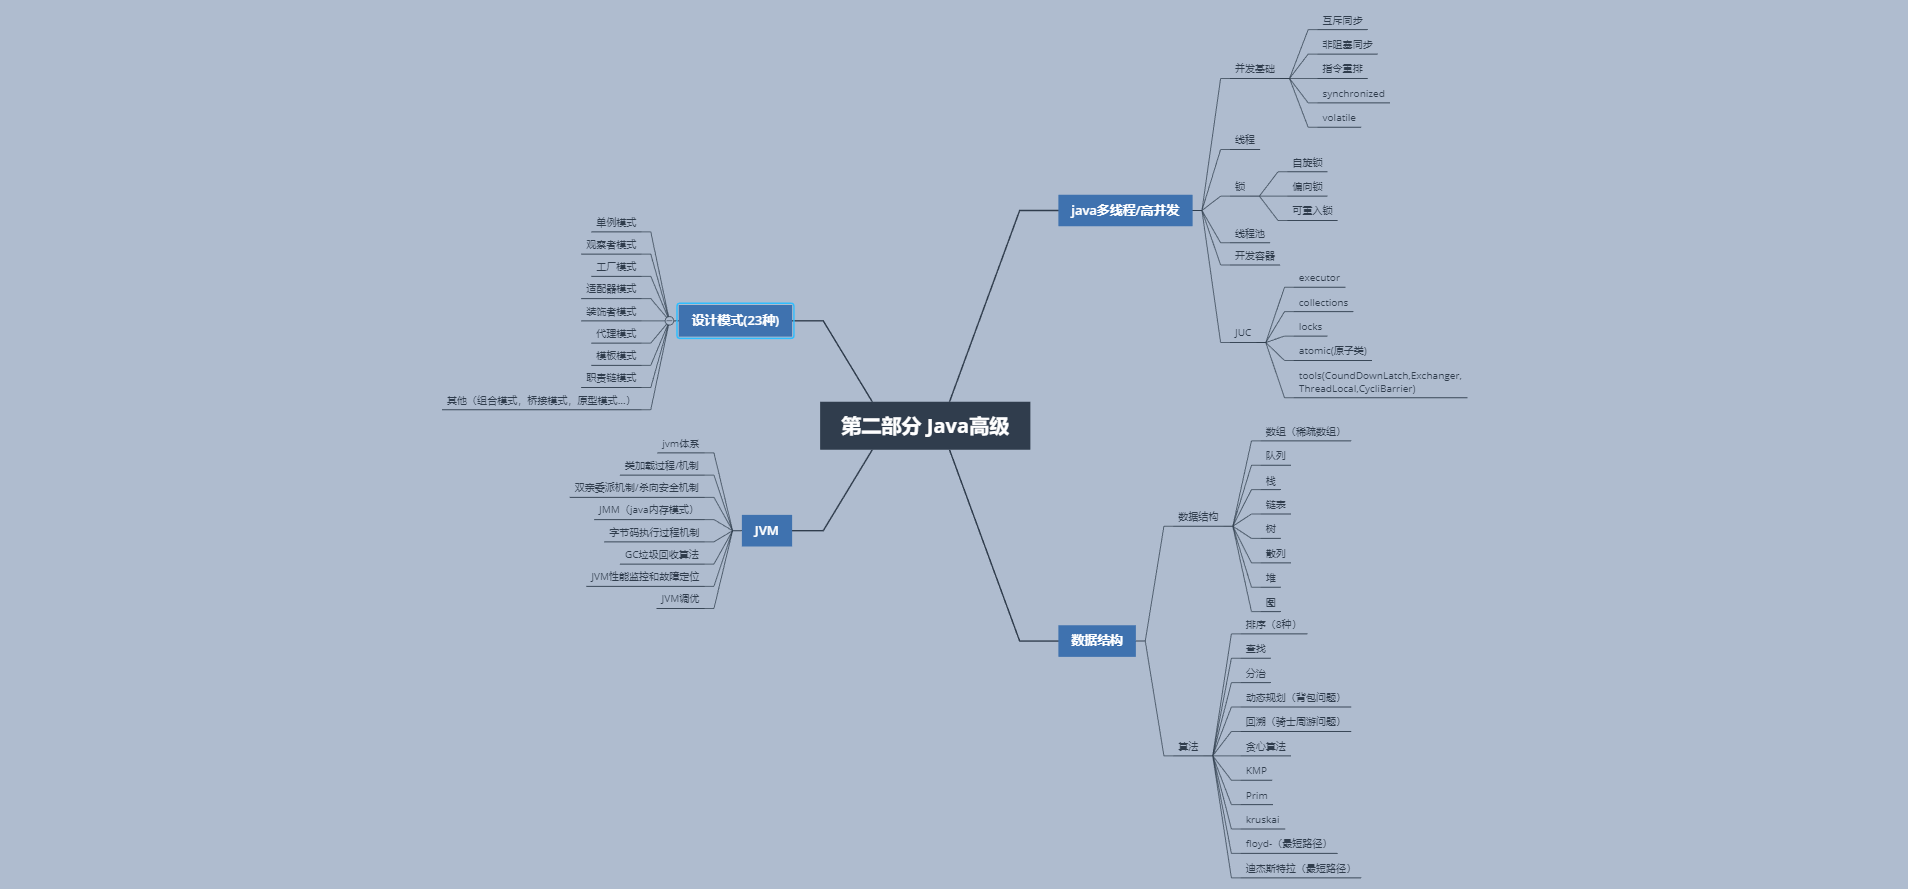 第二部分 Java高级
java多线程/高并发
并发基础
互斥同步
非阻塞同步
指令重排
synchronized
volatile
线程
锁
自旋锁
偏向锁
可重入锁
线程池
开发容器
JUC
executor
collections
locks
atomic(原子类)
tools(CoundDownLatch,Exchanger,
ThreadLocal,CycliBarrier)
数据结构
数据结构
数组（稀疏数组）
队列
栈
链表
树
散列
堆
图
算法
排序（8种）
查找
分治
动态规划（背包问题）
回溯（骑士周游问题）
贪心算法
KMP
Prim
kruskai
floyd-（最短路径）
迪杰斯特拉（最短路径）
设计模式(23种)
单例模式
观察者模式
工厂模式
适配器模式
装饰者模式
代理模式
模板模式
职责链模式
其他（组合模式，桥接模式，原型模式...）
JVM
jvm体系
类加载过程/机制
双亲委派机制/杀向安全机制
JMM（java内存模式）
字节码执行过程机制
GC垃圾回收算法
JVM性能监控和故障定位
JVM调优